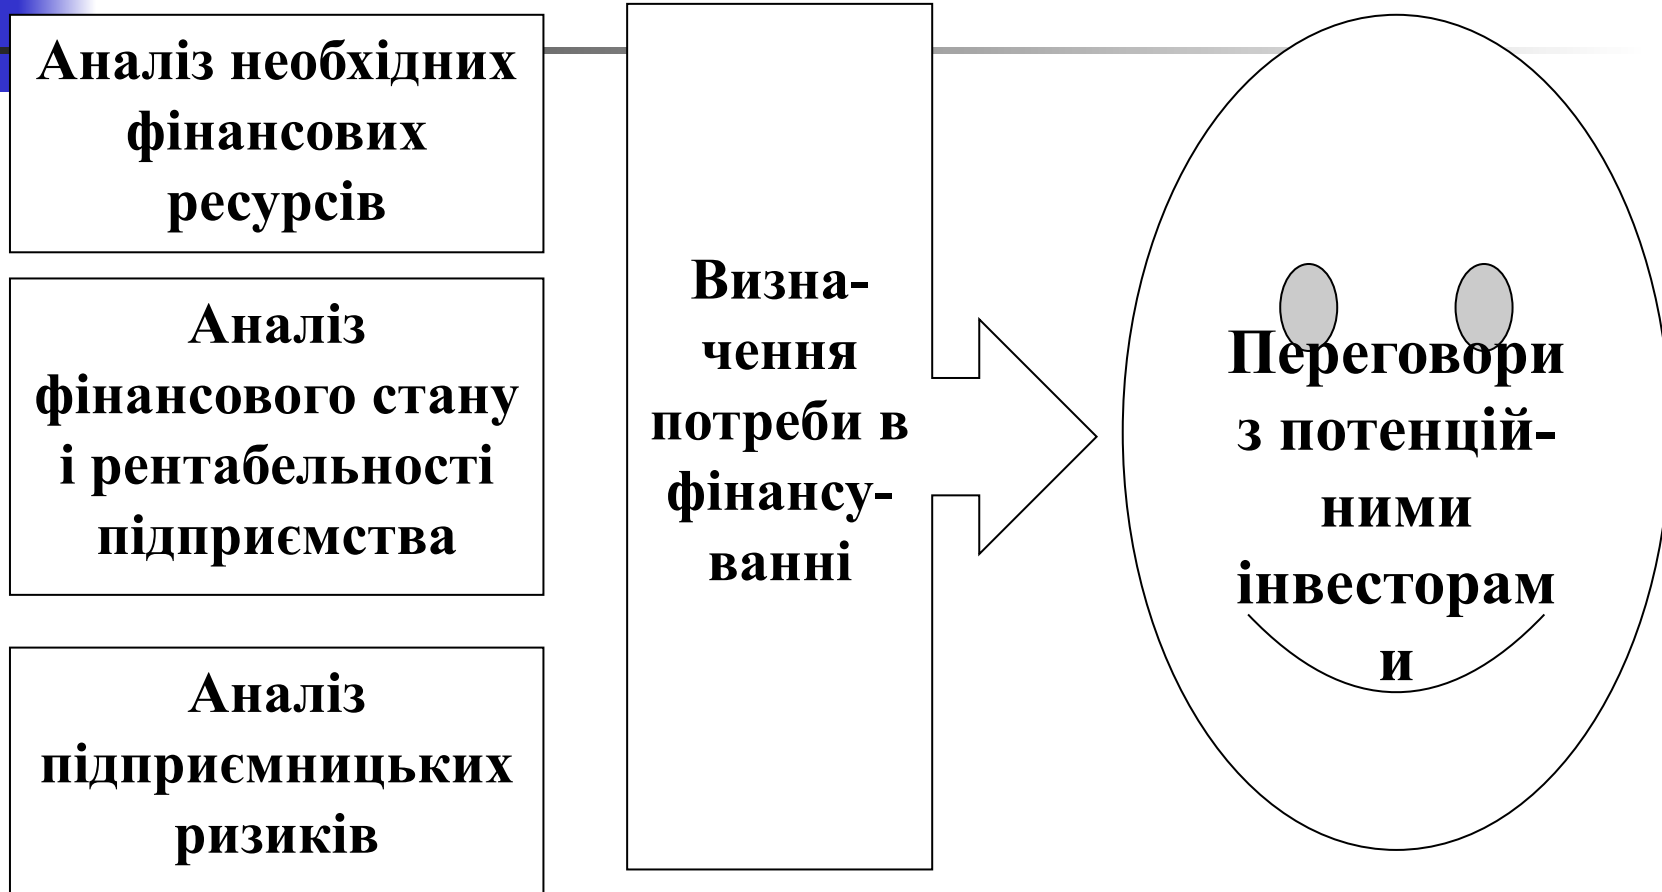 Аналіз необхідних
фінансових
ресурсів
Аналіз
фінансового стану
і рентабельності
підприємства
Аналіз
підприємницьких
ризиків
Визна-
чення
потреби в
фінансу-
ванні
Переговори
з потенцій-
ними
інвесторам
и